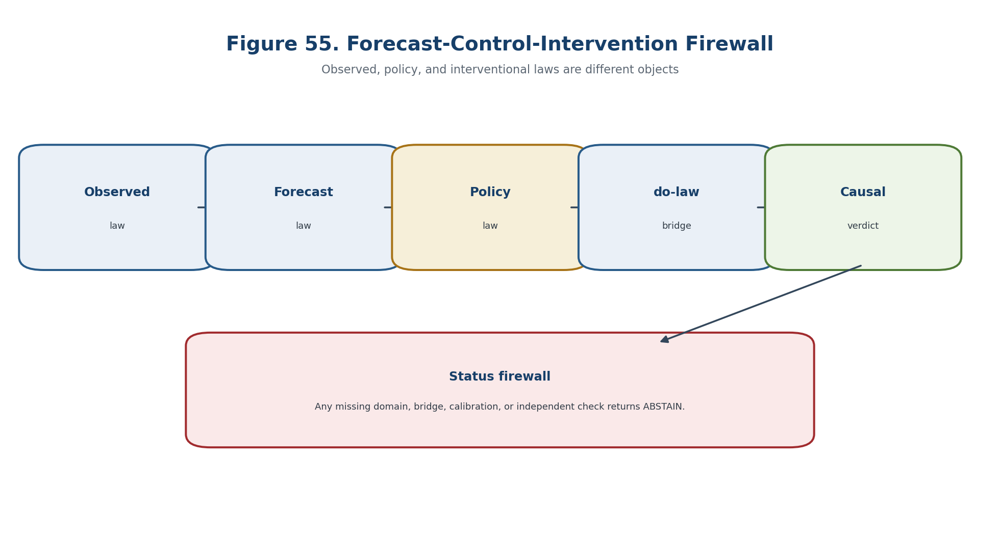 Figure 55. Forecast-Control-Intervention Firewall
Observed, policy, and interventional laws are different objects
Observed
law
Forecast
law
Policy
law
do-law
bridge
Causal
verdict
Status firewall
Any missing domain, bridge, calibration, or independent check returns ABSTAIN.